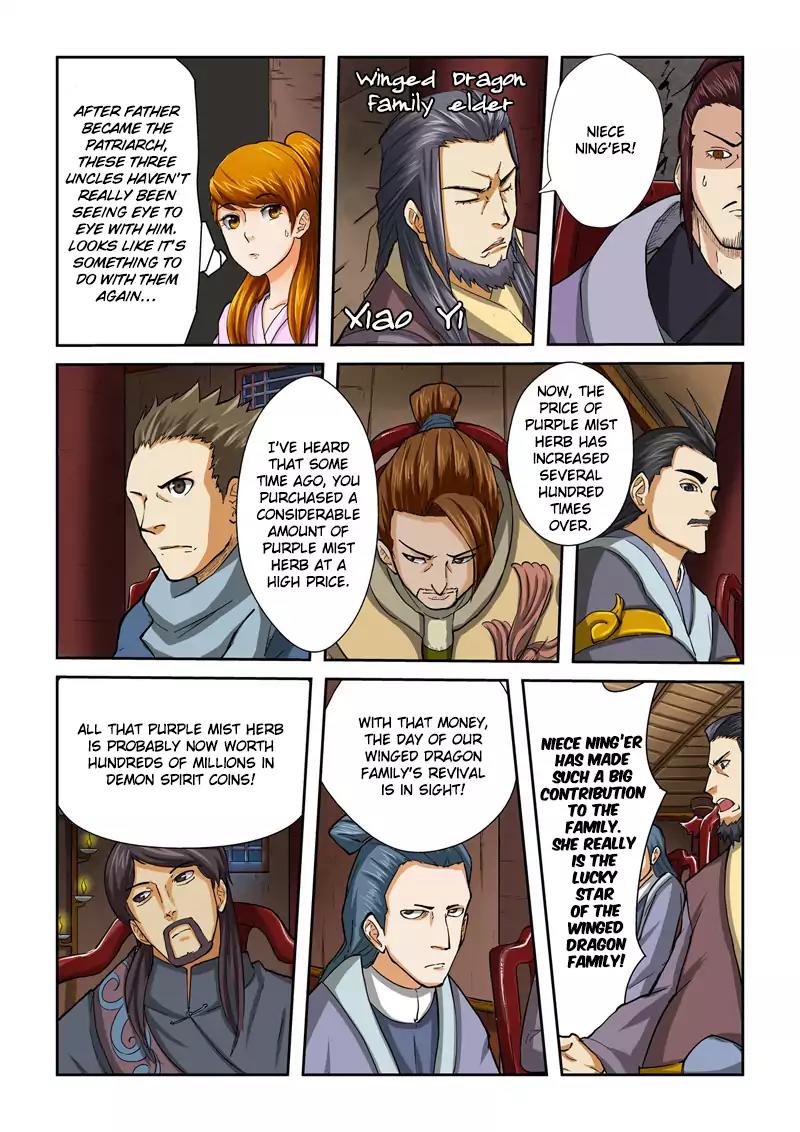 AFTER FATHER
BECAME THE
PATRIARCH,
THESE THREE
UNCLES HAVEN'T
REALLY BEEN
SEEING EYE TO
EYE WITH HIM.
LOOKS LIKE IT'S
SOMETHING
TO DO WITH THEM
AGAIN...
Winged Dragon
family elder
Xiao Yi
NIECE
NING'ER!
I'VE HEARD
THAT SOME
TIME AGO, YOU
PURCHASED A
CONSIDERABLE
AMOUNT OF
PURPLE MIST
HERB AT A
HIGH PRICE.
NOW, THE
PRICE OF
PURPLE MIST
HERB HAS
INCREASED
SEVERAL
HUNDRED
TIMES
OVER.
ALL THAT PURPLE MIST HERB
IS PROBABLY NOW WORTH
HUNDREDS OF MILLIONS IN
DEMON SPIRIT COINS!
WITH THAT MONEY,
THE DAY OF OUR
WINGED DRAGON
FAMILY'S REVIVAL
IS IN SIGHT!
NIECE NING'ER
HAS MADE
SUCH A BIG
CONTRIBUTION
TO THE
FAMILY.
SHE REALLY
IS THE
LUCKY
STAR
OF THE
WINGED
DRAGON
FAMILY!